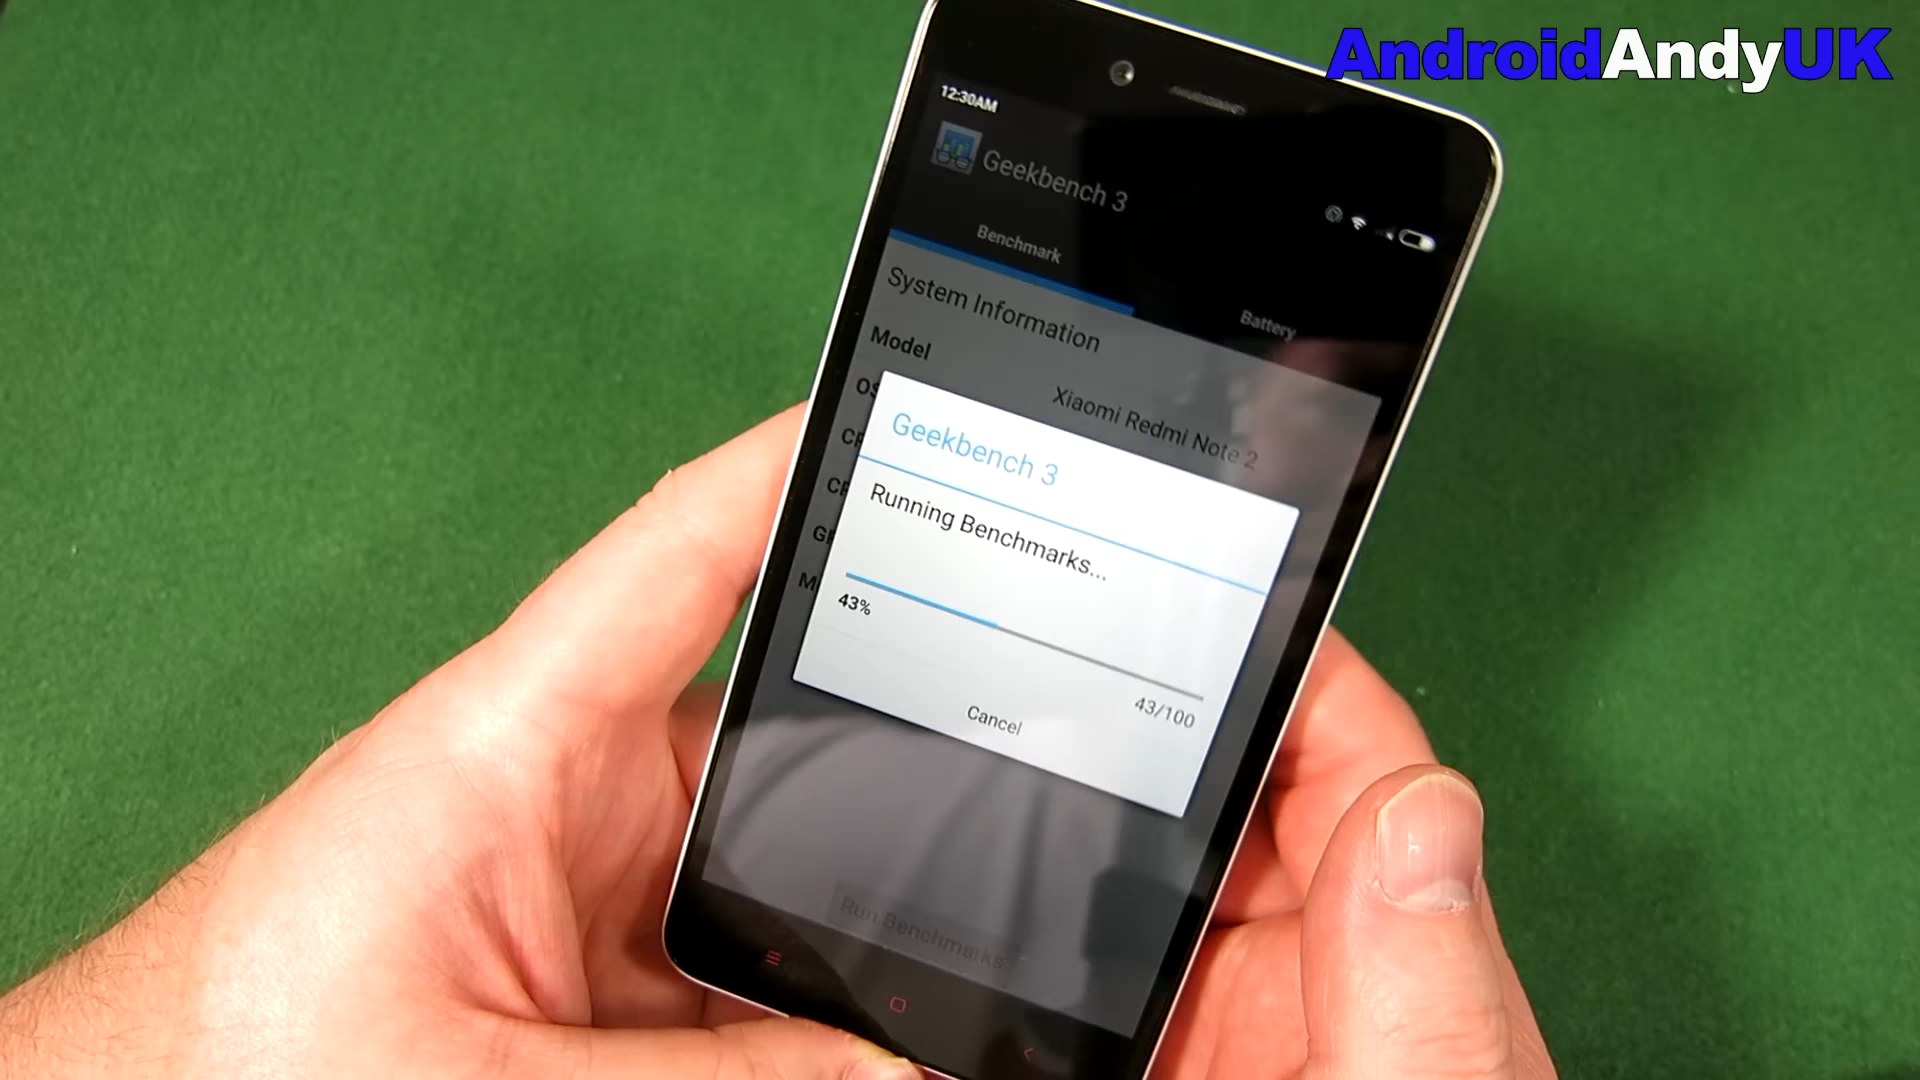 AndroidAndyUK
12:30AM
Geekbench 3
Benchmark
Battery
System Information
Model
Xiaomi Redmi Note 2
Geekbench 3
Running Benchmarks...
43%
43/100
Cancel
Run Benchmarks